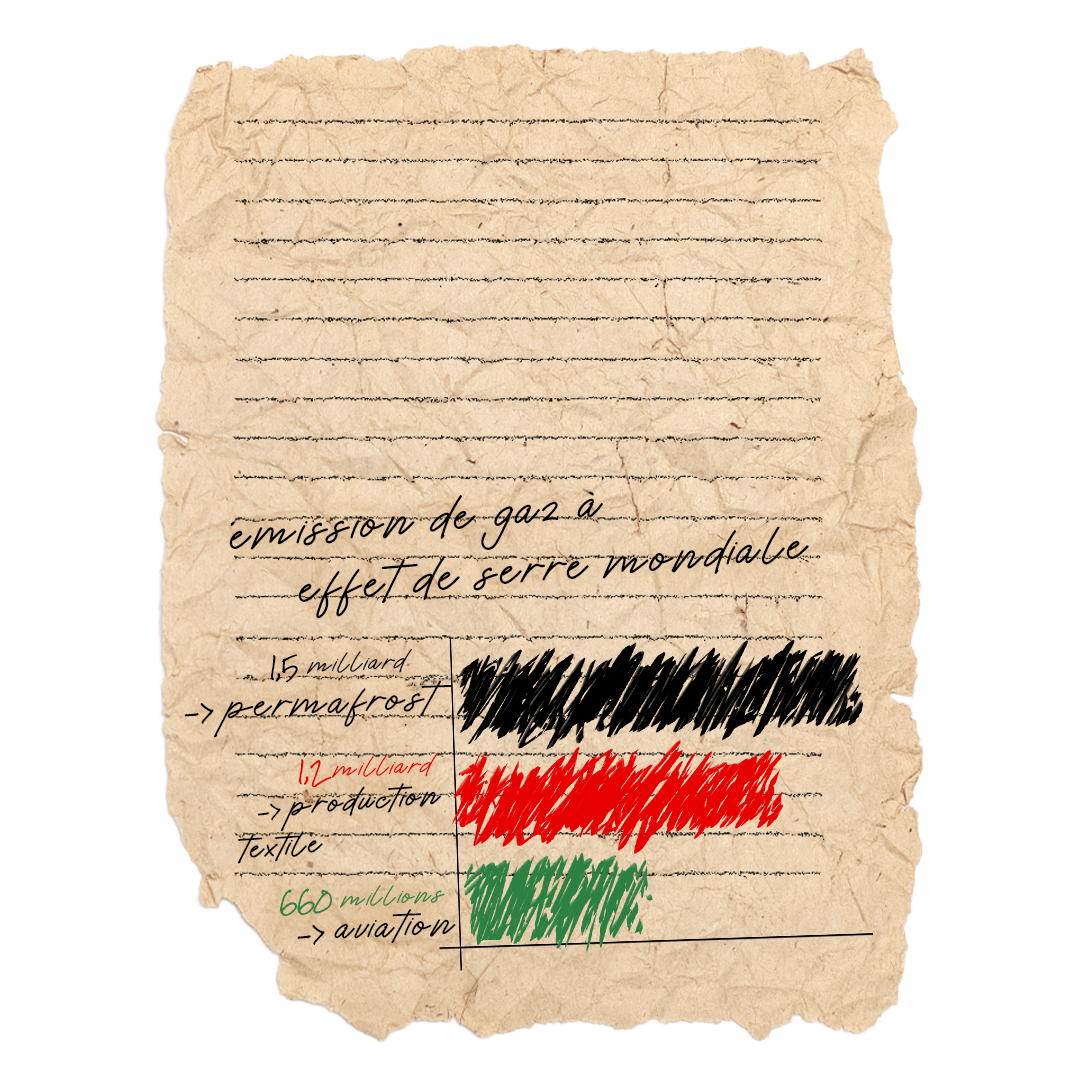 emission de gaz à
effet de serre mondiale
1,5 milliard
-> permafrost
1,2 milliard
-> production
textile
660 millions
-> aviation